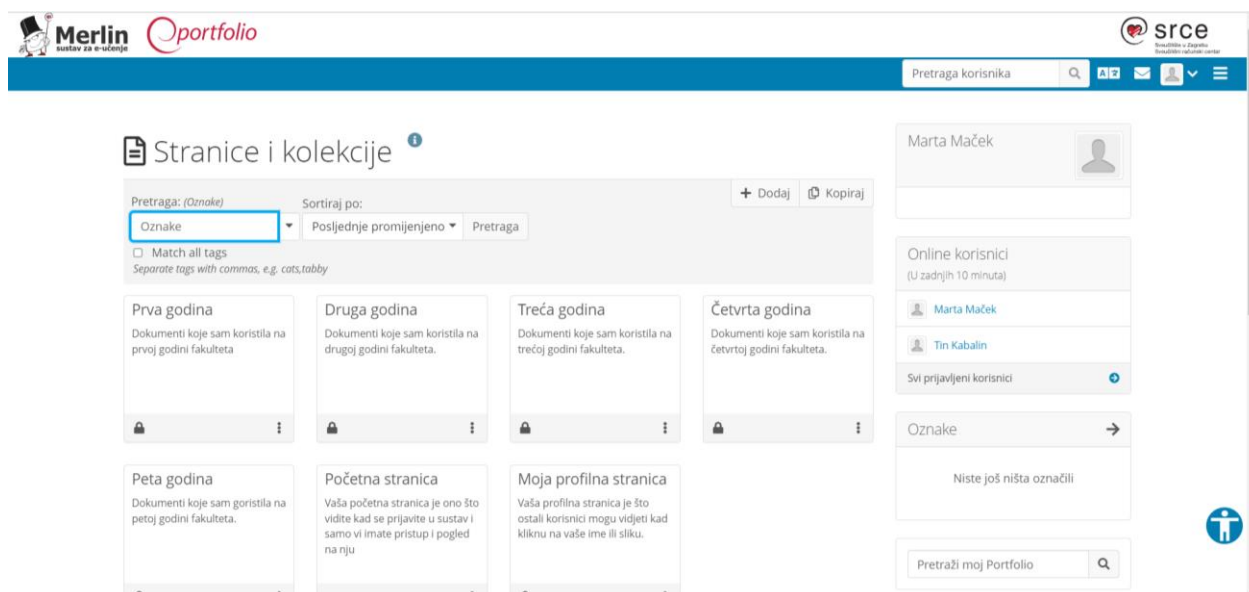 Merlin
sustav za e-učenje
portfolio
srce
Sveučilište u Zagrebu
Sveučilišni računski centar
Pretraga korisnika
Stranice i kolekcije
+ Dodaj
Kopiraj
Pretraga: (Oznake)
Sortiraj po:
Oznake
Posljednje promijenjeno
Pretraga
Match all tags
Separate tags with commas, e.g. cats,tabby
Prva godina
Dokumenti koje sam koristila na
prvoj godini fakulteta
Druga godina
Dokumenti koje sam koristila na
drugoj godini fakulteta.
Treća godina
Dokumenti koje sam koristila na
trećoj godini fakulteta.
Četvrta godina
Dokumenti koje sam koristila na
četvrtoj godini fakulteta.
Peta godina
Dokumenti koje sam goristila na
petoj godini fakulteta.
Početna stranica
Vaša početna stranica je ono što
vidite kad se prijavite u sustav i
samo vi imate pristup i pogled
na nju
Moja profilna stranica
Vaša profilna stranica je što
ostali korisnici mogu vidjeti kad
kliknu na vaše ime ili sliku.
Marta Maček
Online korisnici
(U zadnjih 10 minuta)
Marta Maček
Tin Kabalin
Svi prijavljeni korisnici
Oznake
Niste još ništa označili
Pretraži moj Portfolio